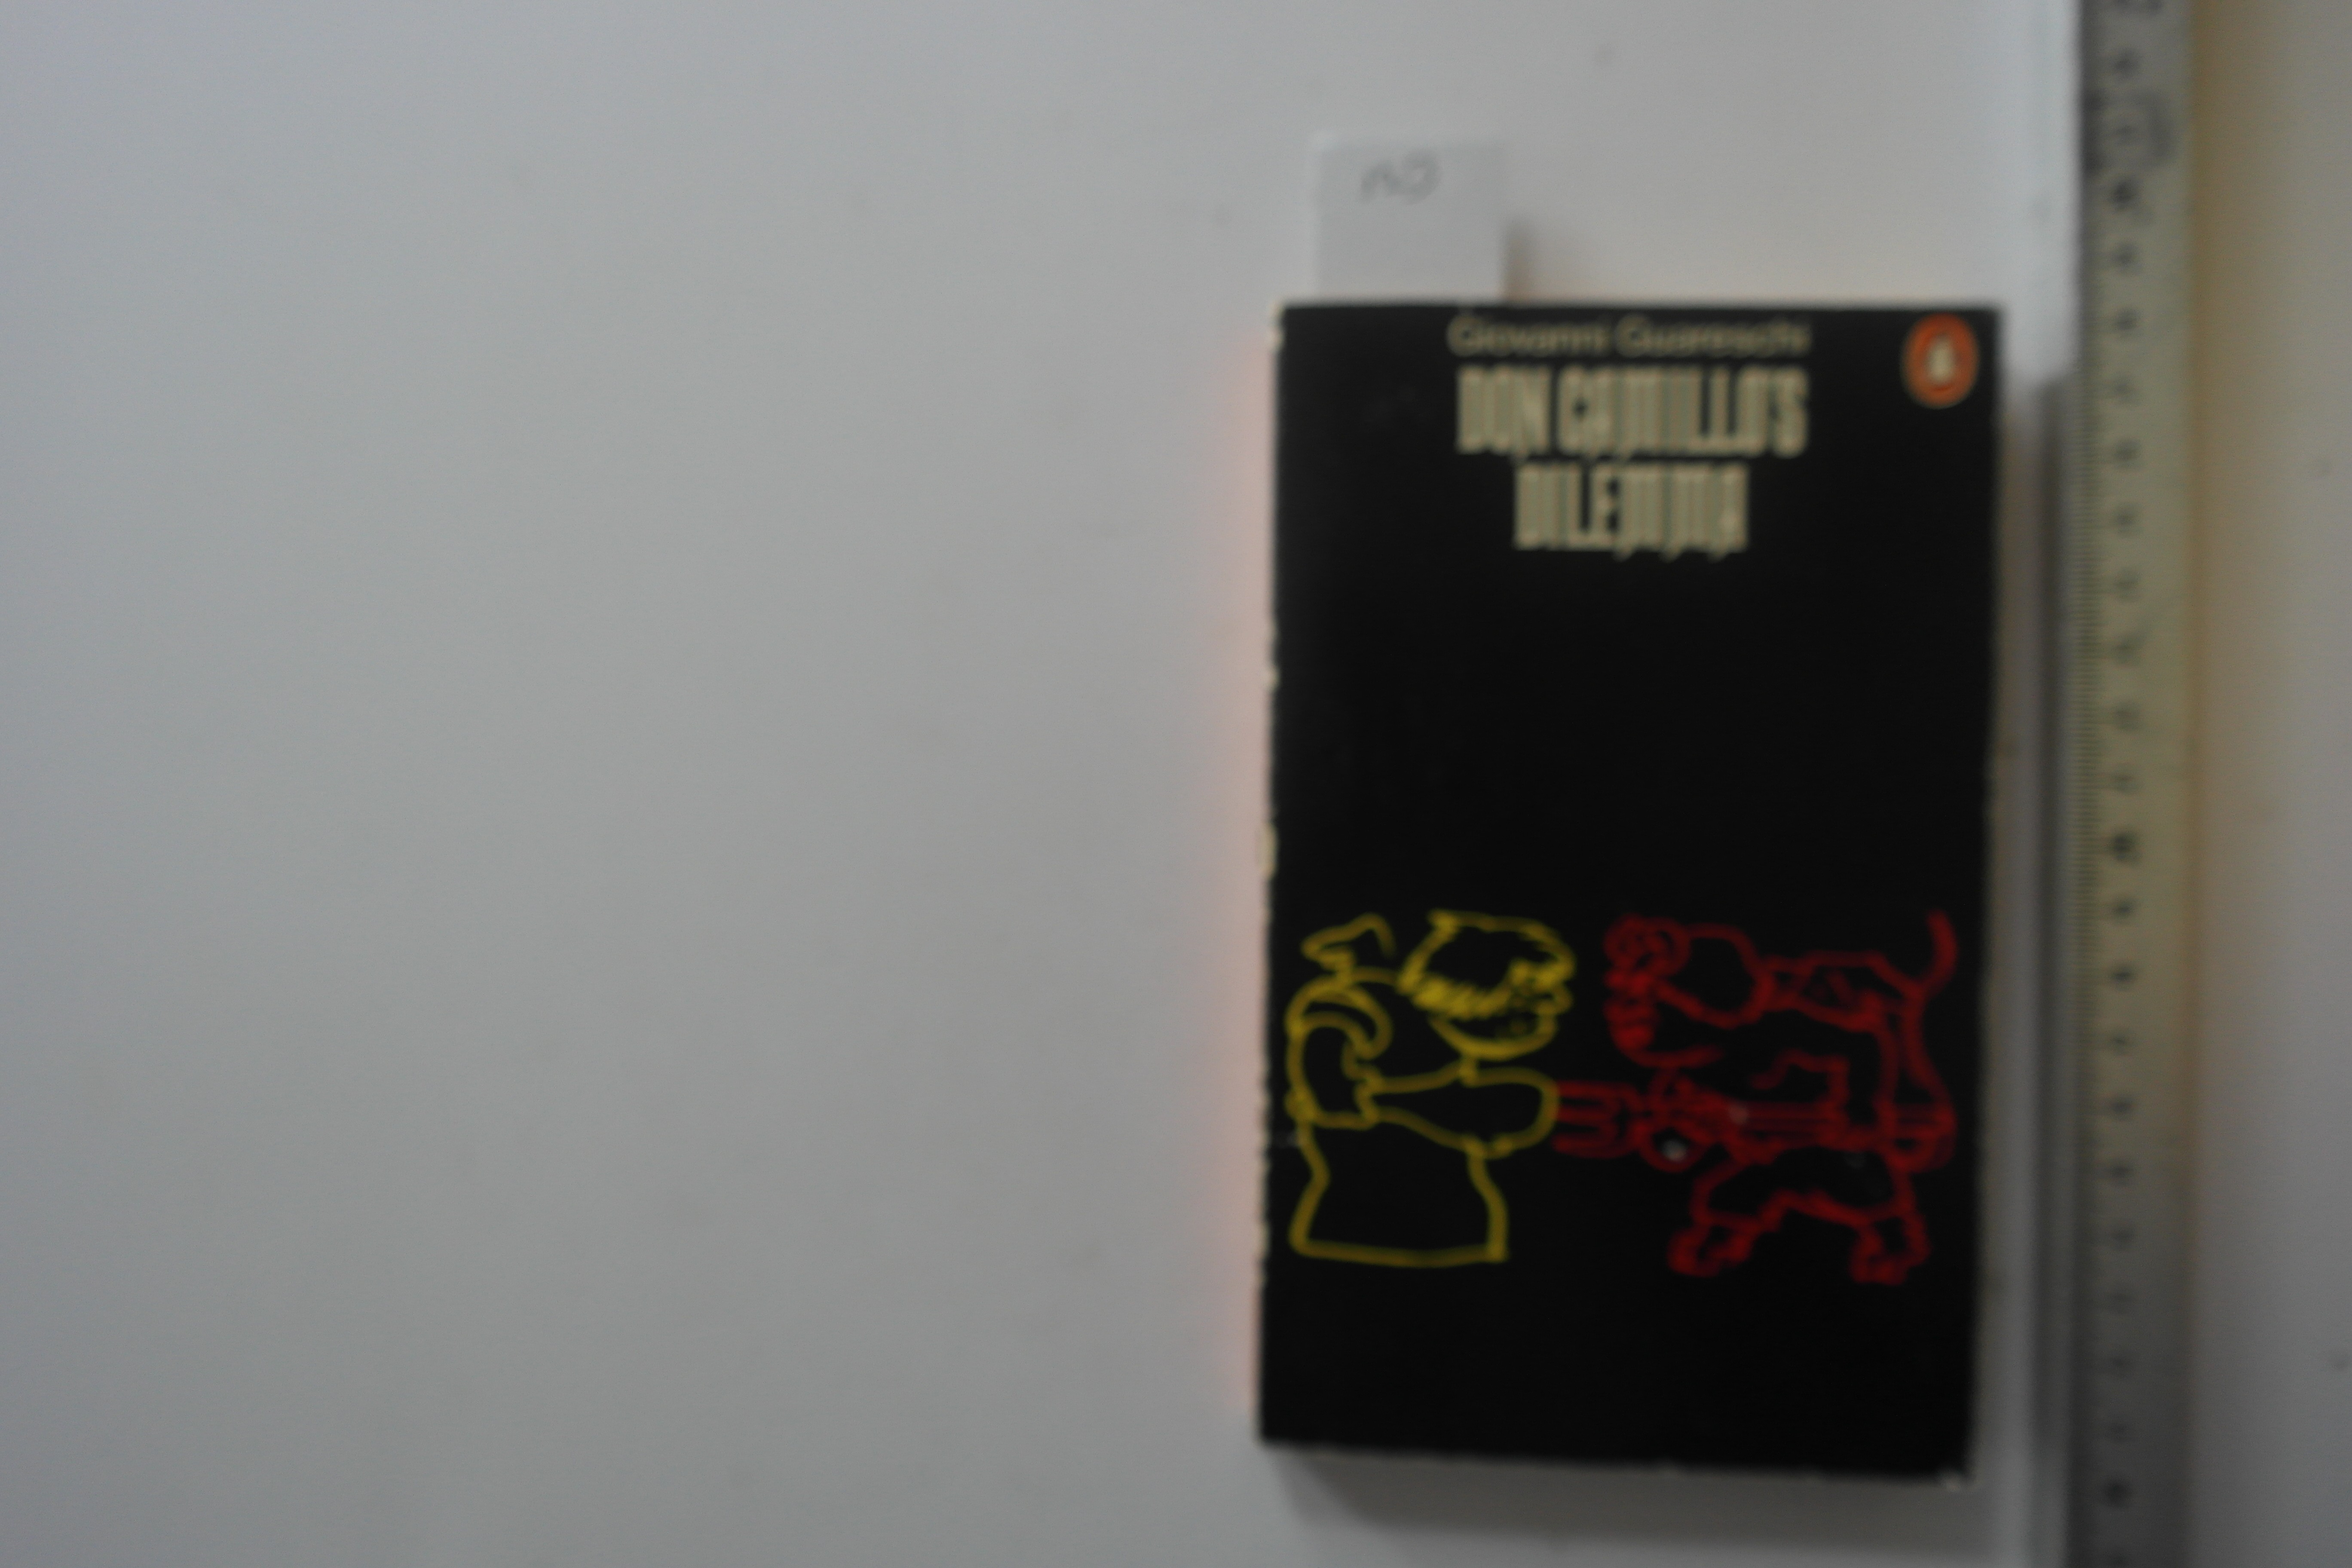 Giovanni Guareschi
DON CAMILLO'S
DILEMMA